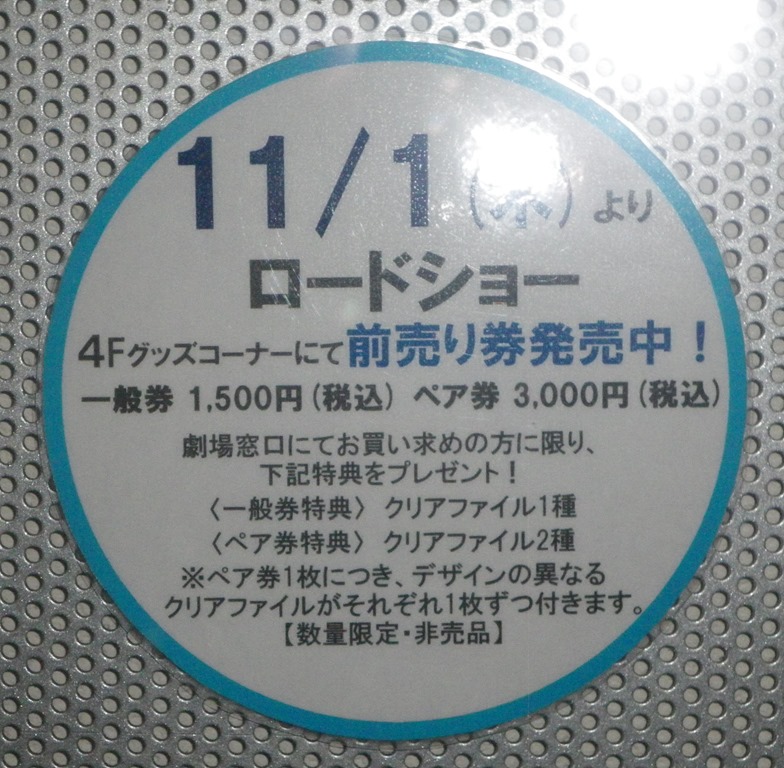 11/1( )より
ロードショー
4Fグッズコーナーにて前売り券発売中！
一般券 1,500円(税込) ペア券 3,000円(税込)
劇場窓口にてお買い求めの方に限り、
下記特典をプレゼント！
〈一般券特典〉 クリアファイル1種
〈ペア券特典〉 クリアファイル2種
※ペア券1枚につき、デザインの異なる
クリアファイルがそれぞれ1枚ずつ付きます。
【数量限定・非売品】